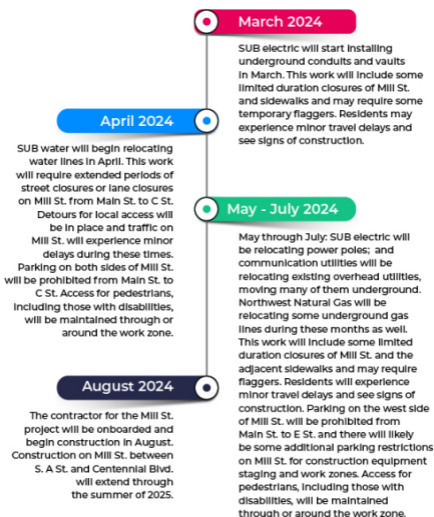 March 2024
SUB electric will start installing
underground conduits and vaults
in March. This work will include some
limited duration closures of Mill St.
and sidewalks and may require some
temporary flaggers. Residents may
experience minor travel delays and
see signs of construction.
April 2024
SUB water will begin relocating
water lines in April. This work
will require extended periods of
street closures or lane closures
on Mill St. from Main St. to C St.
Detours for local access will
be in place and traffic on
Mill St. will experience minor
delays during these times.
Parking on both sides of Mill St.
will be prohibited from Main St. to
C St. Access for pedestrians,
including those with disabilities,
will be maintained through or
around the work zone.
May - July 2024
May through July: SUB electric will
be relocating power poles; and
communication utilities will be
relocating existing overhead utilities,
moving many of them underground.
Northwest Natural Gas will be
relocating some underground gas
lines during these months as well.
This work will include some limited
duration closures of Mill St. and the
adjacent sidewalks and may require
flaggers. Residents will experience
minor travel delays and see signs of
construction. Parking on the west side
of Mill St. will be prohibited from
Main St. to E St. and there will likely
be some additional parking restrictions
on Mill St. for construction equipment
staging and work zones. Access for
pedestrians, including those with
disabilities, will be maintained
through or around the work zone.
August 2024
The contractor for the Mill St.
project will be onboarded and
begin construction in August.
Construction on Mill St. between
S. A St. and Centennial Blvd.
will extend through
the summer of 2025.